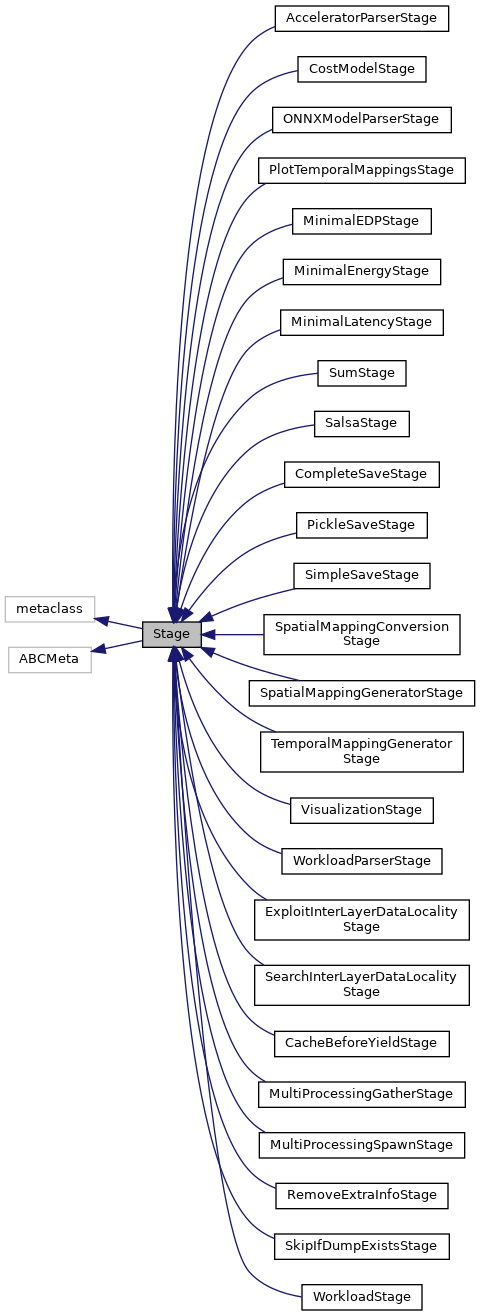 AcceleratorParserStage
CostModelStage
ONNXModelParserStage
PlotTemporalMappingsStage
MinimalEDPStage
MinimalEnergyStage
MinimalLatencyStage
SumStage
SalsaStage
CompleteSaveStage
PickleSaveStage
SimpleSaveStage
metaclass
ABCMeta
Stage
SpatialMappingConversion
Stage
SpatialMappingGeneratorStage
TemporalMappingGenerator
Stage
VisualizationStage
WorkloadParserStage
ExploitInterLayerDataLocality
Stage
SearchInterLayerDataLocality
Stage
CacheBeforeYieldStage
MultiProcessingGatherStage
MultiProcessingSpawnStage
RemoveExtraInfoStage
SkipIfDumpExistsStage
WorkloadStage